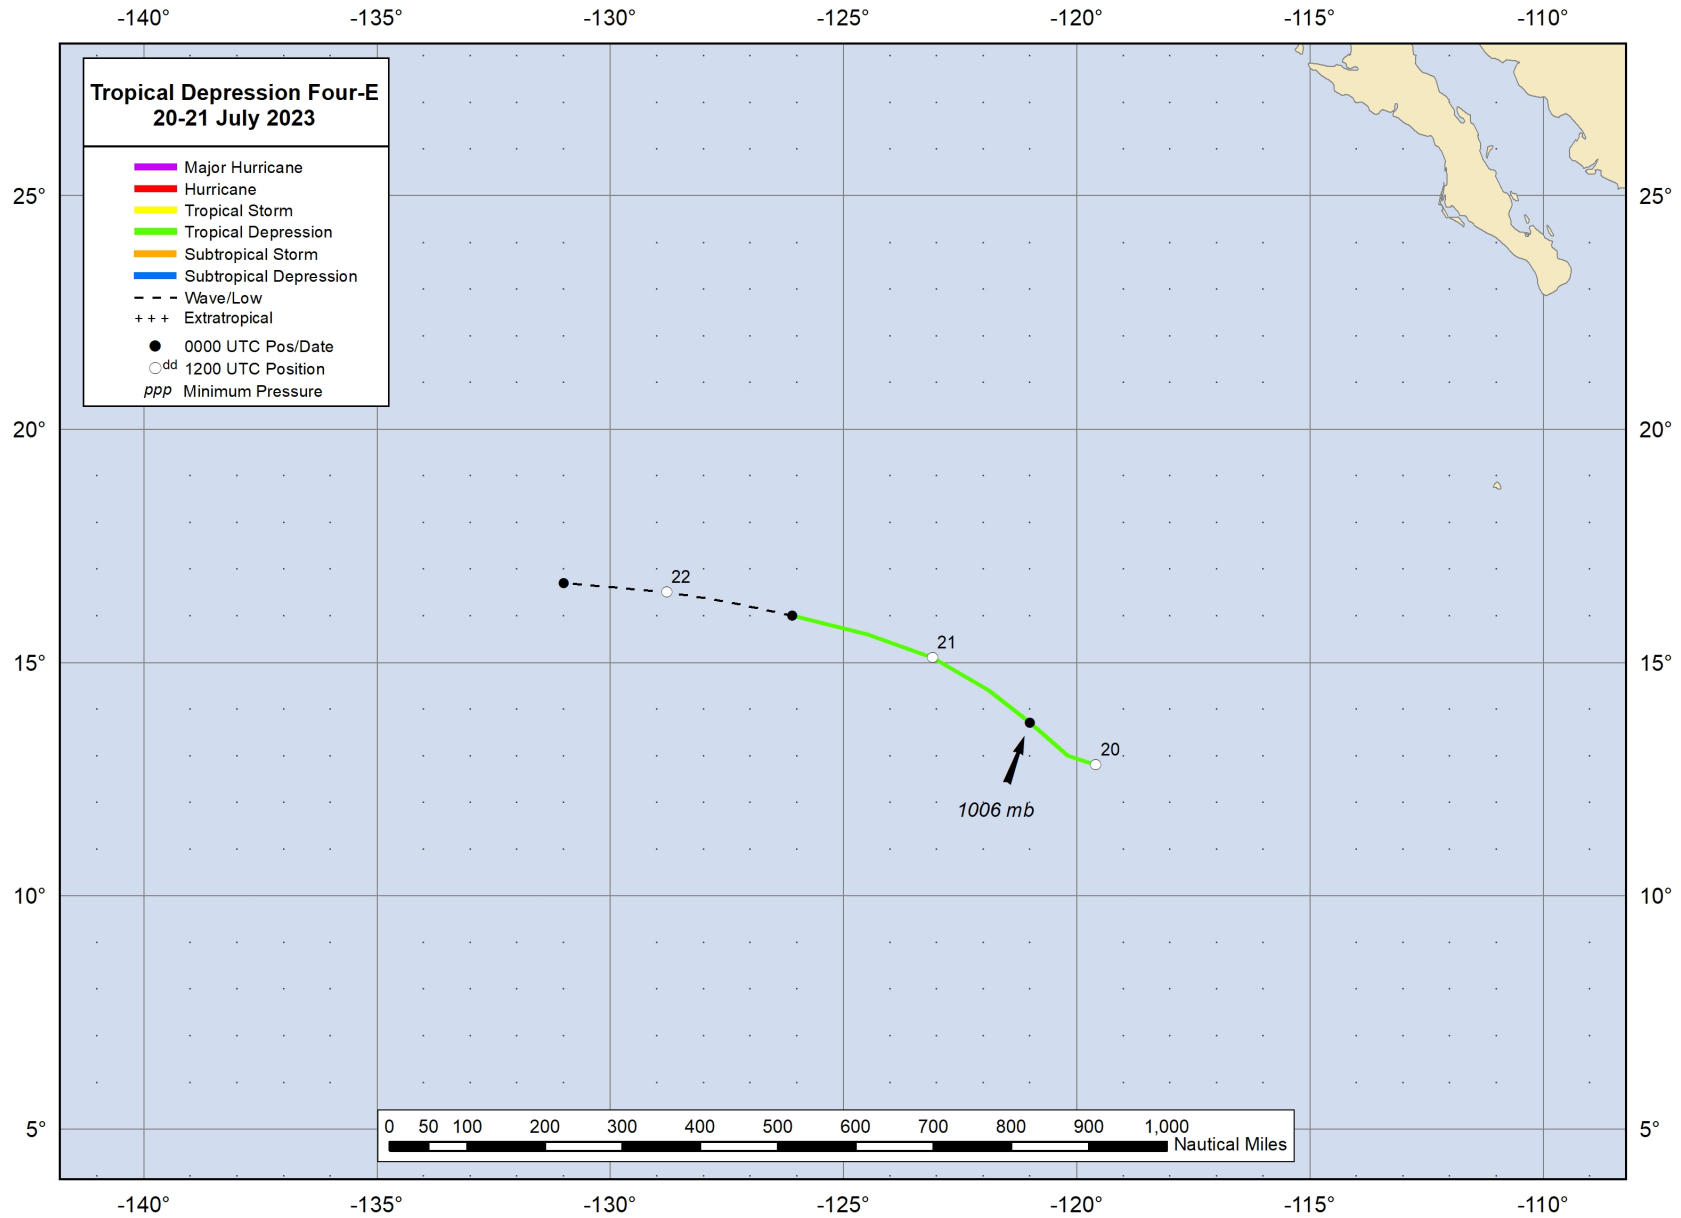 -140° -135° -130° -125° -120° -115° -110°
Tropical Depression Four-E
20-21 July 2023
Major Hurricane
Hurricane
Tropical Storm
Tropical Depression
Subtropical Storm
Subtropical Depression
Wave/Low
+ + + Extratropical
0000 UTC Pos/Date
dd 1200 UTC Position
ppp Minimum Pressure
25° 25°
20° 20°
22
21
15° 15°
20
1006 mb
10° 10°
0 50 100 200 300 400 500 600 700 800 900 1,000
5° 5°
Nautical Miles
-140° -135° -130° -125° -120° -115° -110°